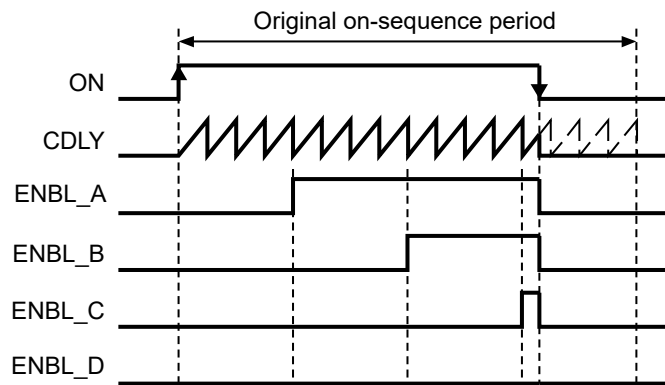 Original on-sequence period
ON
CDLY
ENBL_A
ENBL_B
ENBL_C
ENBL_D